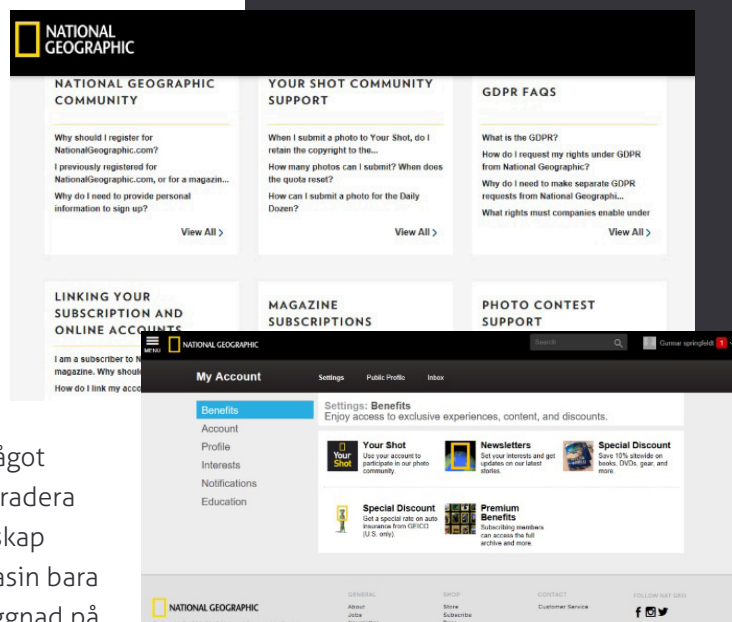 NATIONAL
GEOGRAPHIC
NATIONAL GEOGRAPHIC
COMMUNITY
Why should I register for
NationalGeographic.com?
I previously registered for
NationalGeographic.com, or for a magazin...
Why do I need to provide personal
information to sign up?
View All >
YOUR SHOT COMMUNITY
SUPPORT
When I submit a photo to Your Shot, do I
retain the copyright to the...
How many photos can I submit? When does
the quota reset?
How can I submit a photo for the Daily
Dozen?
View All >
GDPR FAQS
What is the GDPR?
How do I request my rights under GDPR
from National Geographic?
Why do I need to make separate GDPR
requests from National Geographi...
What rights must companies enable under
View All >
LINKING YOUR
SUBSCRIPTION AND
ONLINE ACCOUNTS
I am a subscriber to N
magazine. Why shoul
How do I link my acco
MAGAZINE
SUBSCRIPTIONS
PHOTO CONTEST
SUPPORT
MENU
NATIONAL GEOGRAPHIC
Search
Gunnar springfeldt 1
My Account
Settings
Public Profile
Inbox
Benefits
Account
Profile
Interests
Notifications
Education
Settings: Benefits
Enjoy access to exclusive experiences, content, and discounts.
Your
Shot
Your Shot
Use your account to
participate in our photo
community.
Newsletters
Set your interests and get
updates on our latest
stories.
Special Discount
Save 10% sitewide on
books, DVDs, gear, and
more.
Special Discount
Get a special rate on auto
insurance from GEICO
(U.S. only).
Premium
Benefits
Subscribing members
can access the full
archive and more.
NATIONAL GEOGRAPHIC
GENERAL
About
Jobs
SHOP
Store
Subscribe
CONTACT
Customer Service
FOLLOW NAT GEO
ågot
radera
skap
asin bara
ggnad på